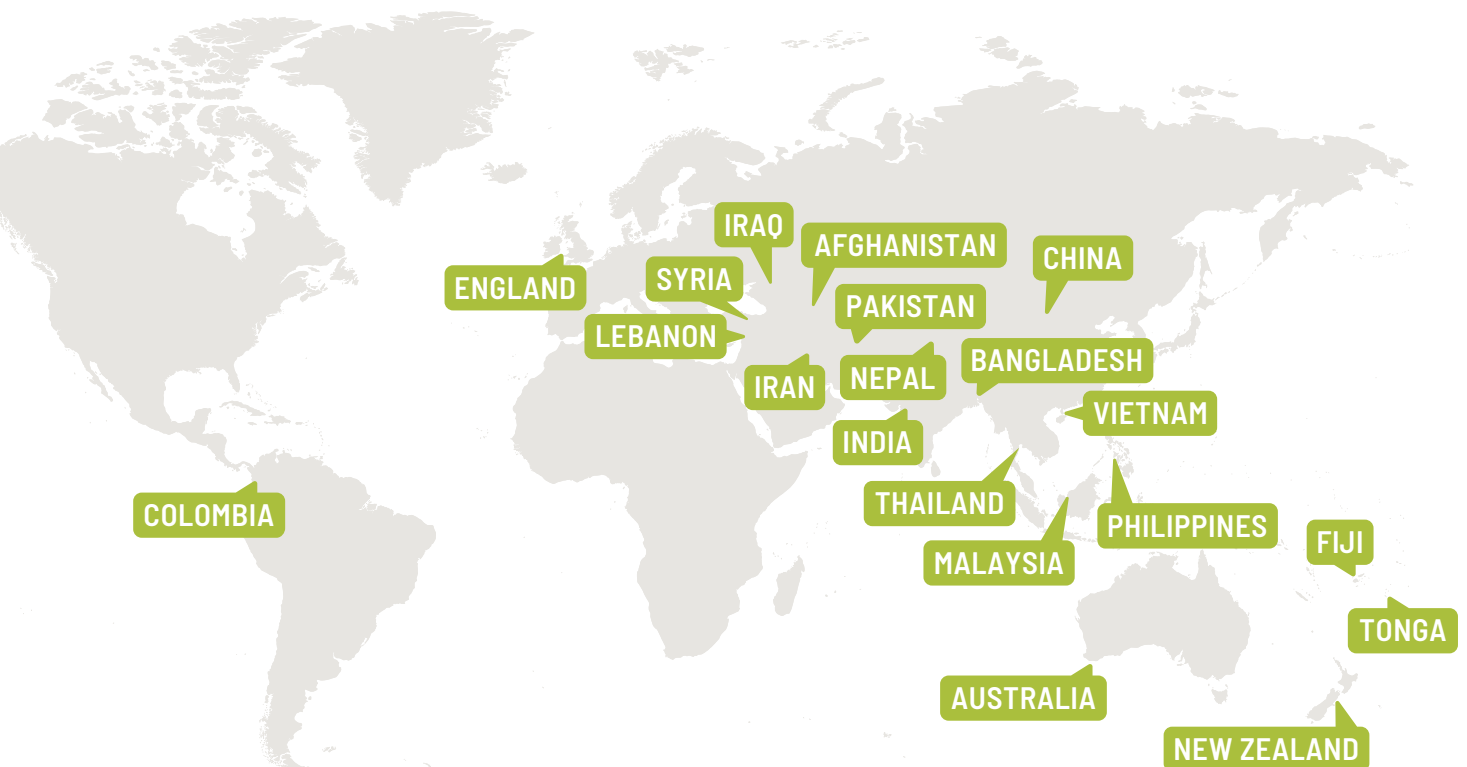 IRAQ
AFGHANISTAN
CHINA
SYRIA
ENGLAND
PAKISTAN
LEBANON
BANGLADESH
NEPAL
IRAN
VIETNAM
INDIA
THAILAND
COLOMBIA
PHILIPPINES
FIJI
MALAYSIA
TONGA
AUSTRALIA
NEW ZEALAND